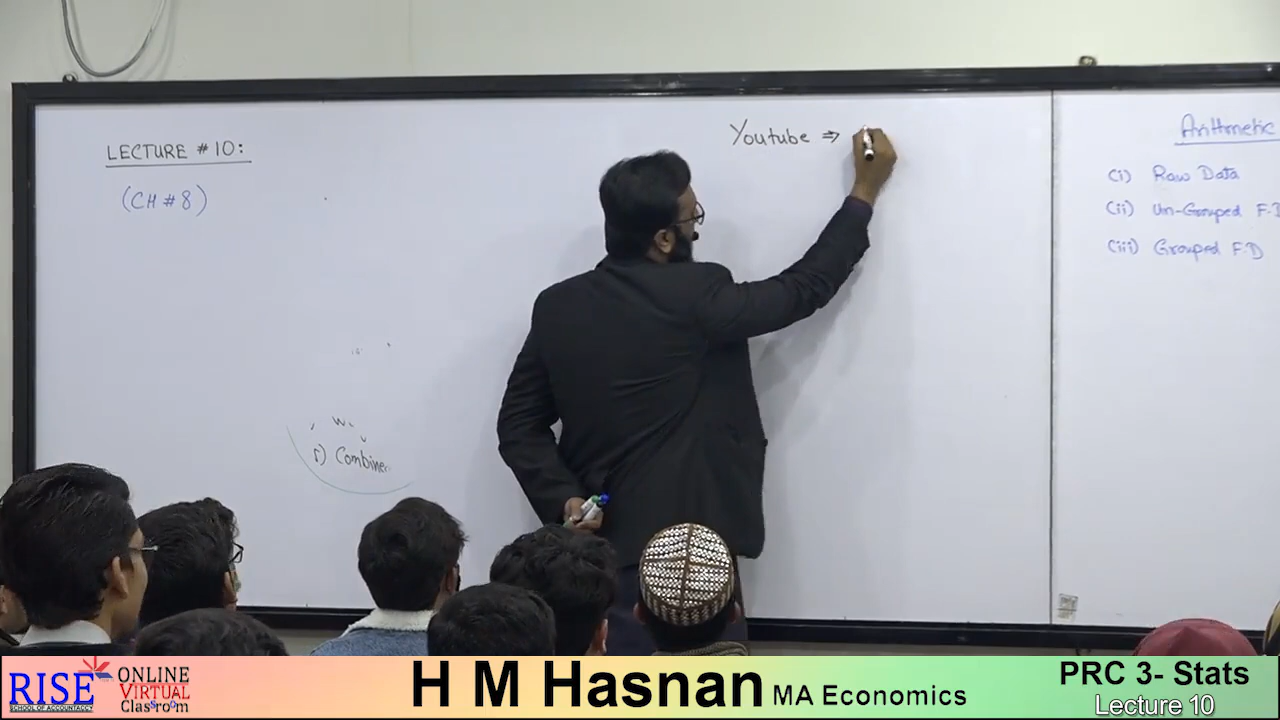 LECTURE # 10:
(CH # 8)
Youtube ⇒
Arithmetic
(i) Raw Data
(ii) Un-Grouped F.D
(iii) Grouped F.D
i) Combine
RISE
SCHOOL OF ACCOUNTANCY
ONLINE
VIRTUAL
Classroom
H M Hasnan MA Economics
PRC 3- Stats
Lecture 10